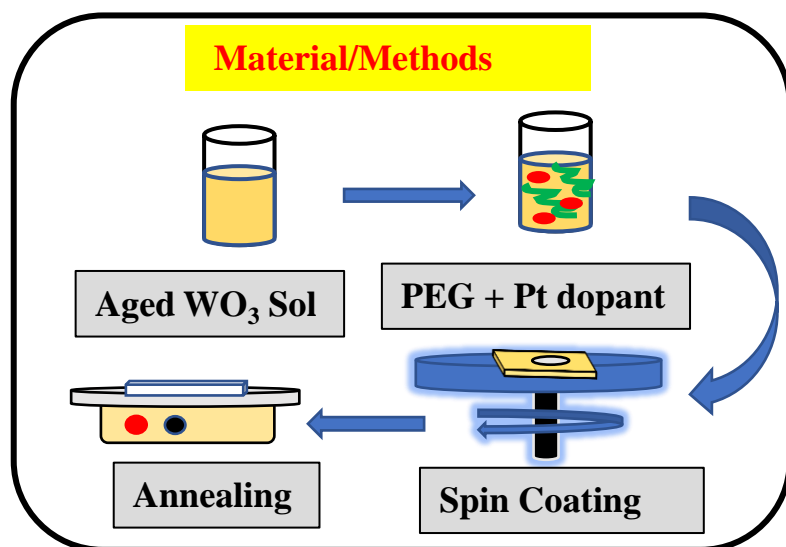 Material/Methods
Aged WO₃ Sol
PEG + Pt dopant
Annealing
Spin Coating